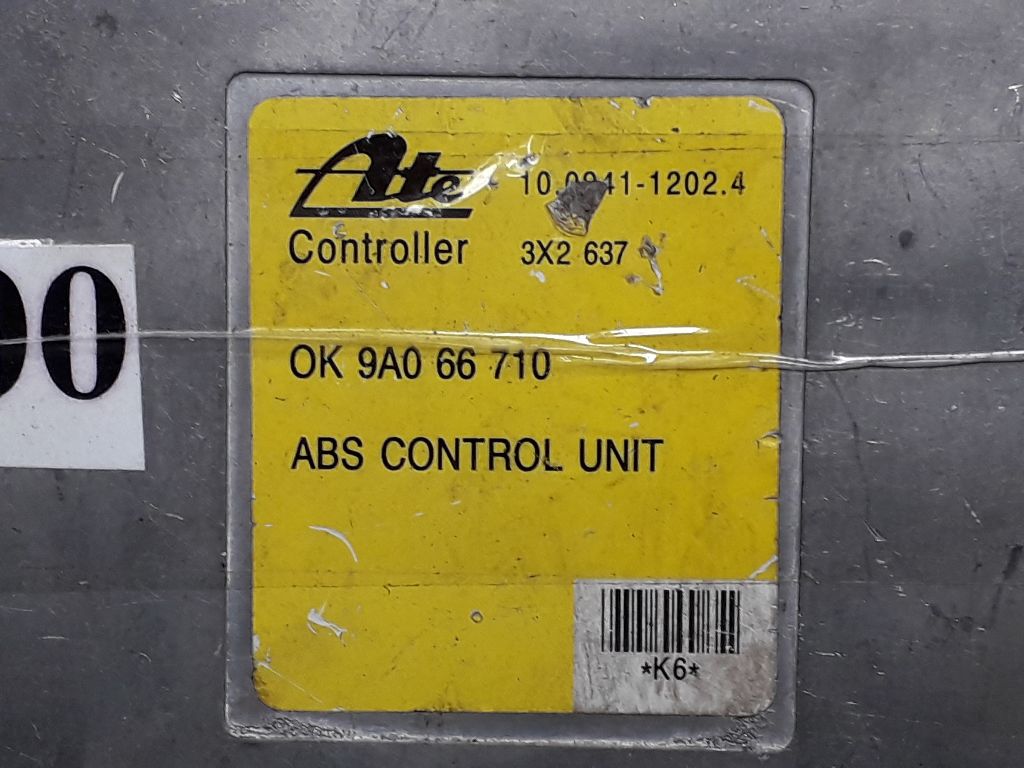 Ate
10.0941-1202.4
Controller
3X2 637
00
OK 9A0 66 710
ABS CONTROL UNIT
*K6*